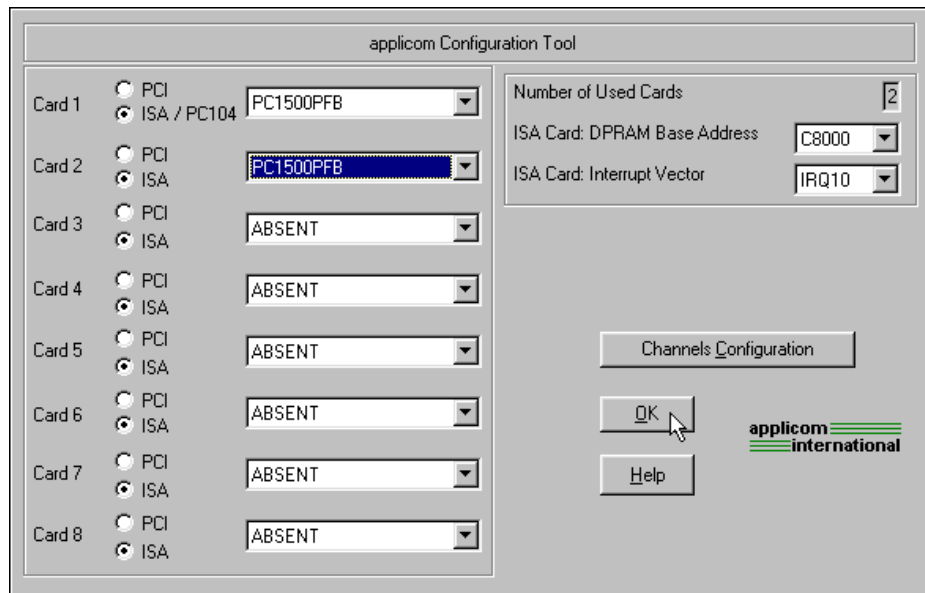 applicom Configuration Tool
Card 1
PCI
ISA / PC104
PC1500PFB
Card 2
PCI
ISA
PC1500PFB
Card 3
PCI
ISA
ABSENT
Card 4
PCI
ISA
ABSENT
Card 5
PCI
ISA
ABSENT
Card 6
PCI
ISA
ABSENT
Card 7
PCI
ISA
ABSENT
Card 8
PCI
ISA
ABSENT
Number of Used Cards 2
ISA Card: DPRAM Base Address C8000
ISA Card: Interrupt Vector IRQ10
Channels Configuration
OK
Help
applicom
international